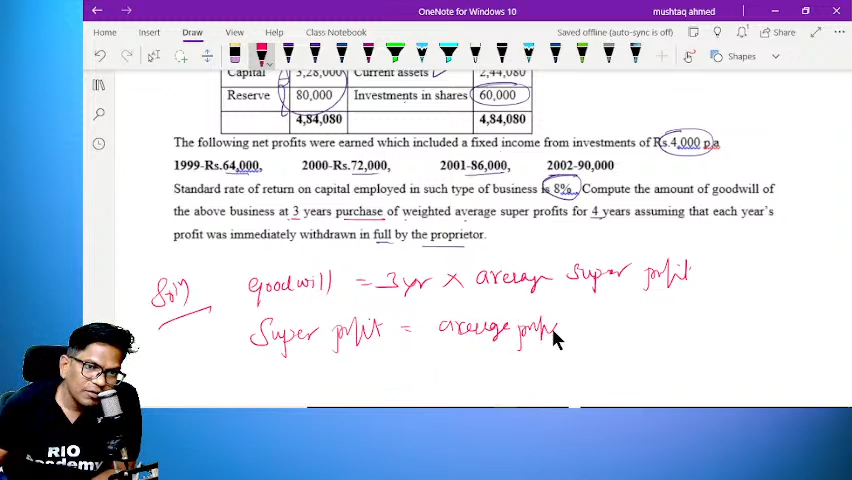 OneNote for Windows 10
mushtaq ahmed
Home Insert Draw View Help Class Notebook
Saved offline (auto-sync is off) Share
Shapes
Capital 3,28,000 Current assets 2,44,080
Reserve 80,000 Investments in shares 60,000
4,84,080 4,84,080
The following net profits were earned which included a fixed income from investments of Rs.4,000 p.a
1999-Rs.64,000, 2000-Rs.72,000, 2001-86,000, 2002-90,000
Standard rate of return on capital employed in such type of business is 8%. Compute the amount of goodwill of
the above business at 3 years purchase of weighted average super profits for 4 years assuming that each year's
profit was immediately withdrawn in full by the proprietor.
Goodwill = 3 yr × average super profit
Super profit = average
RIO
Academy